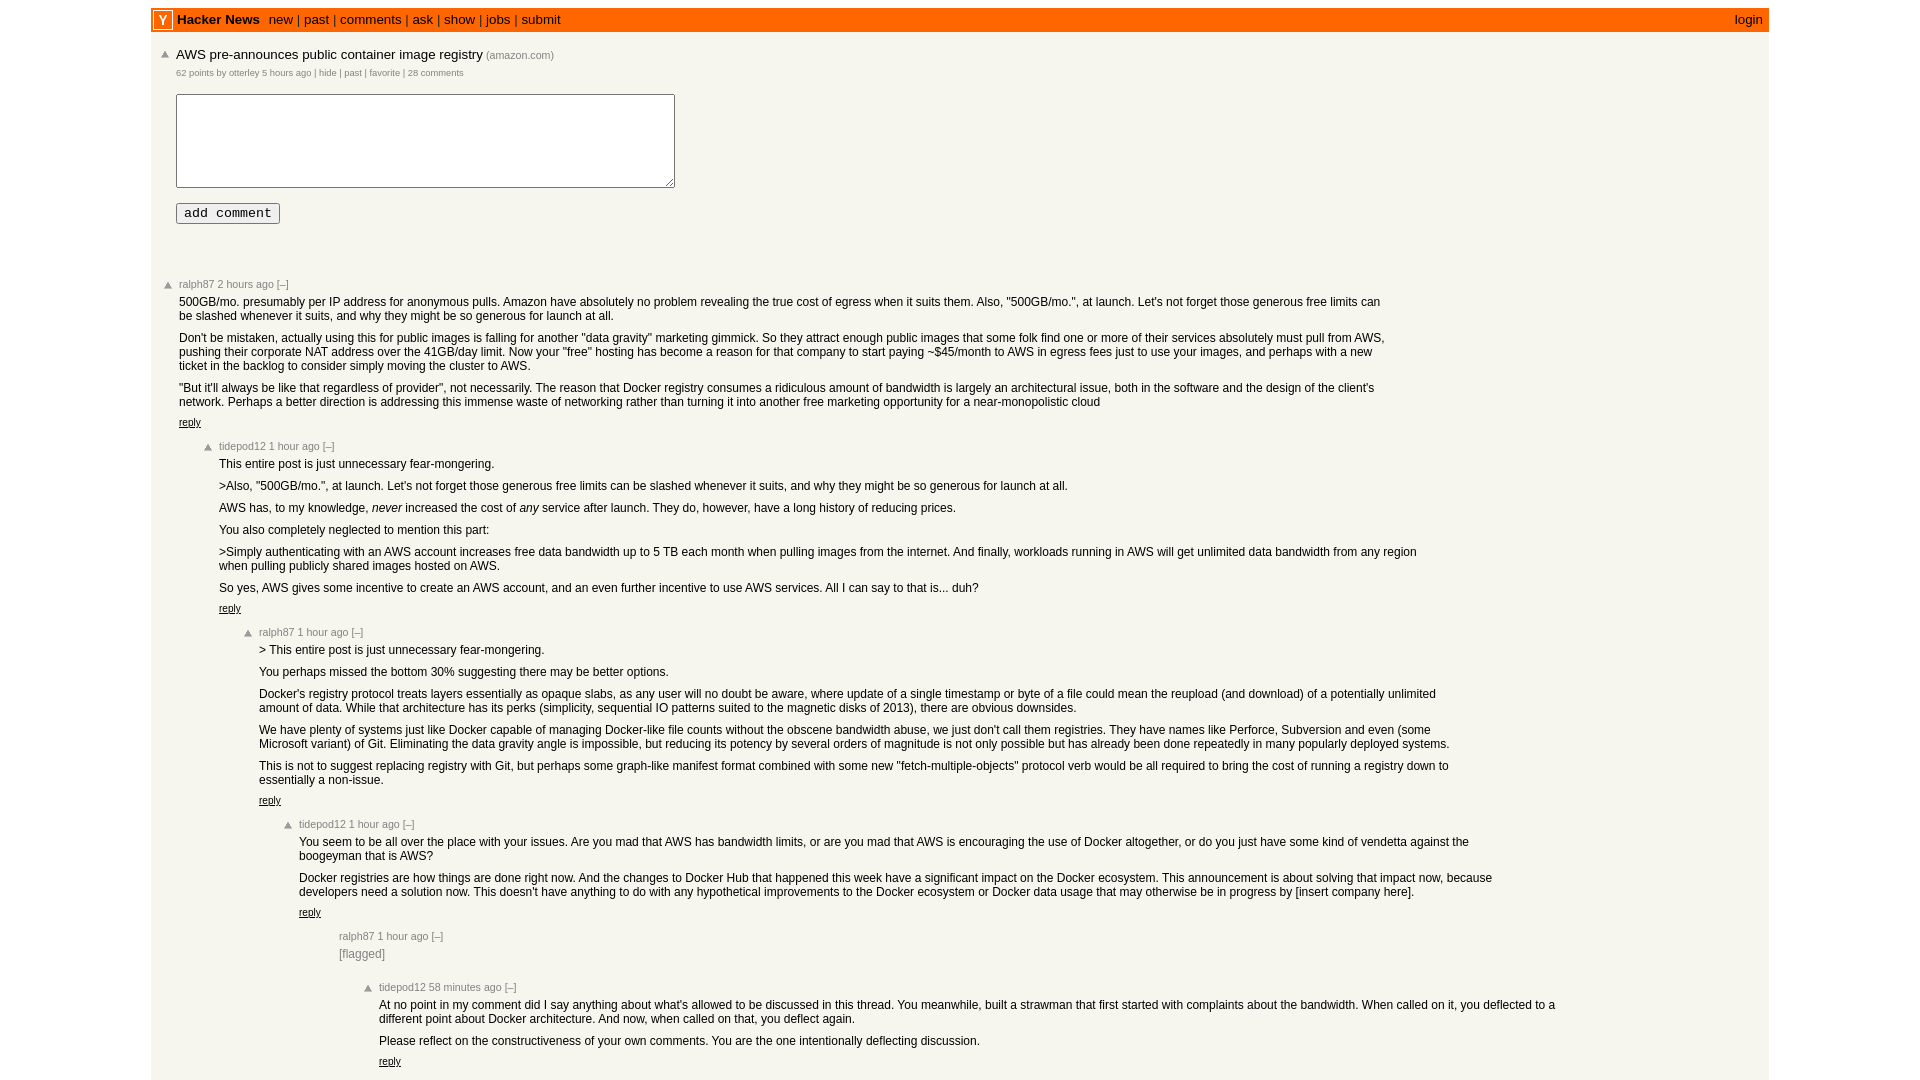 Y Hacker News new | past | comments | ask | show | jobs | submit login
AWS pre-announces public container image registry (amazon.com)
62 points by otterley 5 hours ago | hide | past | favorite | 28 comments
add comment
ralph87 2 hours ago [–]
500GB/mo. presumably per IP address for anonymous pulls. Amazon have absolutely no problem revealing the true cost of egress when it suits them. Also, "500GB/mo.", at launch. Let's not forget those generous free limits can
be slashed whenever it suits, and why they might be so generous for launch at all.
Don't be mistaken, actually using this for public images is falling for another "data gravity" marketing gimmick. So they attract enough public images that some folk find one or more of their services absolutely must pull from AWS,
pushing their corporate NAT address over the 41GB/day limit. Now your "free" hosting has become a reason for that company to start paying ~$45/month to AWS in egress fees just to use your images, and perhaps with a new
ticket in the backlog to consider simply moving the cluster to AWS.
"But it'll always be like that regardless of provider", not necessarily. The reason that Docker registry consumes a ridiculous amount of bandwidth is largely an architectural issue, both in the software and the design of the client's
network. Perhaps a better direction is addressing this immense waste of networking rather than turning it into another free marketing opportunity for a near-monopolistic cloud
reply
tidepod12 1 hour ago [–]
This entire post is just unnecessary fear-mongering.
>Also, "500GB/mo.", at launch. Let's not forget those generous free limits can be slashed whenever it suits, and why they might be so generous for launch at all.
AWS has, to my knowledge, never increased the cost of any service after launch. They do, however, have a long history of reducing prices.
You also completely neglected to mention this part:
>Simply authenticating with an AWS account increases free data bandwidth up to 5 TB each month when pulling images from the internet. And finally, workloads running in AWS will get unlimited data bandwidth from any region
when pulling publicly shared images hosted on AWS.
So yes, AWS gives some incentive to create an AWS account, and an even further incentive to use AWS services. All I can say to that is... duh?
reply
ralph87 1 hour ago [–]
> This entire post is just unnecessary fear-mongering.
You perhaps missed the bottom 30% suggesting there may be better options.
Docker's registry protocol treats layers essentially as opaque slabs, as any user will no doubt be aware, where update of a single timestamp or byte of a file could mean the reupload (and download) of a potentially unlimited
amount of data. While that architecture has its perks (simplicity, sequential IO patterns suited to the magnetic disks of 2013), there are obvious downsides.
We have plenty of systems just like Docker capable of managing Docker-like file counts without the obscene bandwidth abuse, we just don't call them registries. They have names like Perforce, Subversion and even (some
Microsoft variant) of Git. Eliminating the data gravity angle is impossible, but reducing its potency by several orders of magnitude is not only possible but has already been done repeatedly in many popularly deployed systems.
This is not to suggest replacing registry with Git, but perhaps some graph-like manifest format combined with some new "fetch-multiple-objects" protocol verb would be all required to bring the cost of running a registry down to
essentially a non-issue.
reply
tidepod12 1 hour ago [–]
You seem to be all over the place with your issues. Are you mad that AWS has bandwidth limits, or are you mad that AWS is encouraging the use of Docker altogether, or do you just have some kind of vendetta against the
boogeyman that is AWS?
Docker registries are how things are done right now. And the changes to Docker Hub that happened this week have a significant impact on the Docker ecosystem. This announcement is about solving that impact now, because
developers need a solution now. This doesn't have anything to do with any hypothetical improvements to the Docker ecosystem or Docker data usage that may otherwise be in progress by [insert company here].
reply
ralph87 1 hour ago [–]
[flagged]
tidepod12 58 minutes ago [–]
At no point in my comment did I say anything about what's allowed to be discussed in this thread. You meanwhile, built a strawman that first started with complaints about the bandwidth. When called on it, you deflected to a
different point about Docker architecture. And now, when called on that, you deflect again.
Please reflect on the constructiveness of your own comments. You are the one intentionally deflecting discussion.
reply